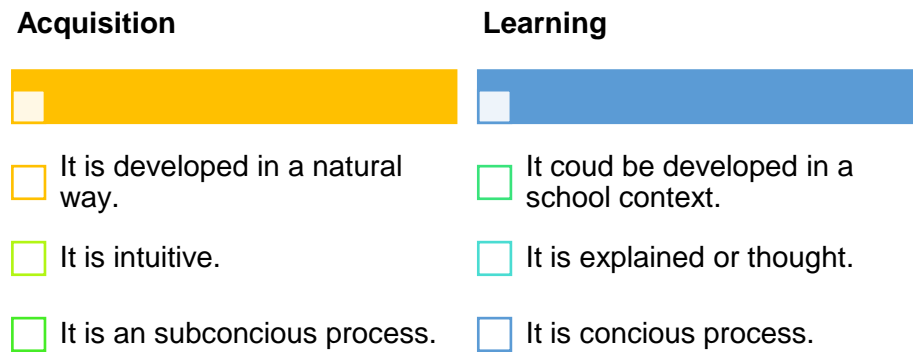 Acquisition
It is developed in a natural
way.
It is intuitive.
It is an subconcious process.
Learning
It coud be developed in a
school context.
It is explained or thought.
It is concious process.